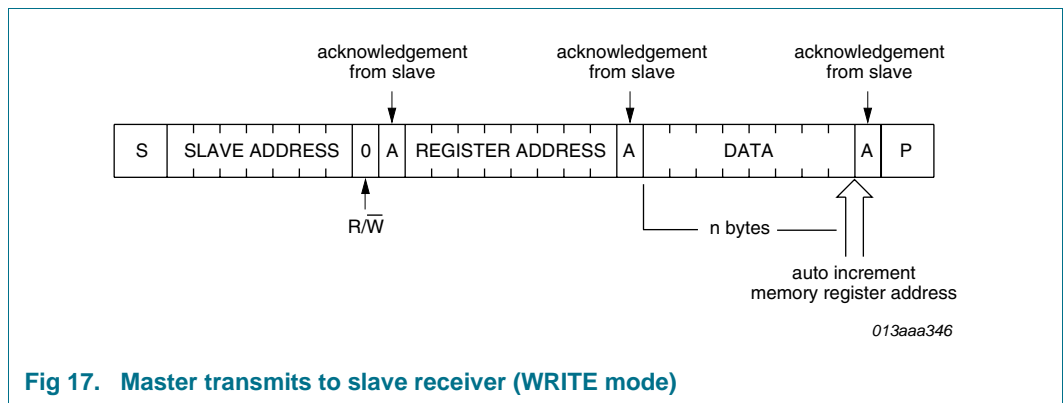 acknowledgement from slave
acknowledgement from slave
acknowledgement from slave
S SLAVE ADDRESS 0 A REGISTER ADDRESS A DATA A P
R/W̅
n bytes
auto increment
memory register address
013aaa346
Fig 17. Master transmits to slave receiver (WRITE mode)